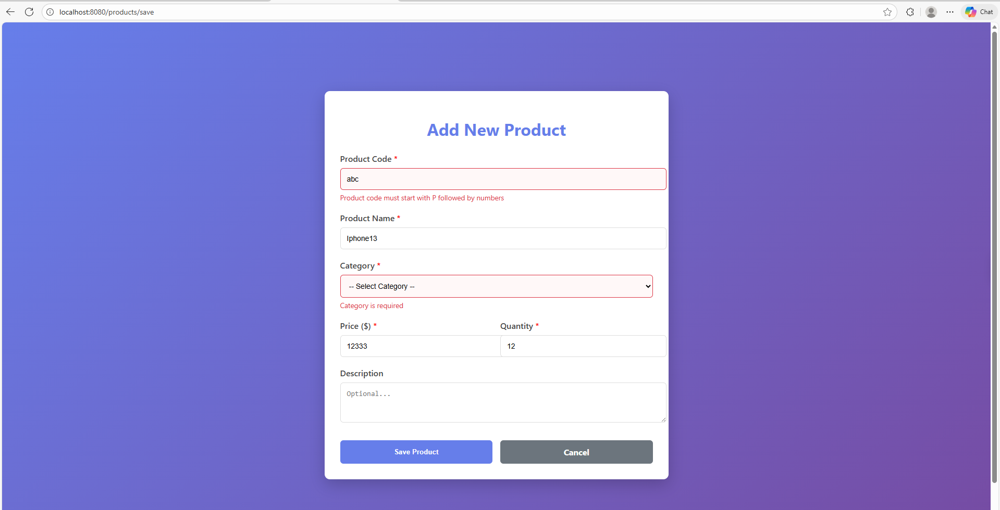 localhost:8080/products/save
Chat
Add New Product
Product Code *
abc
Product code must start with P followed by numbers
Product Name *
Iphone13
Category *
-- Select Category --
Category is required
Price ($) * Quantity *
12333 12
Description
Optional...
Save Product Cancel